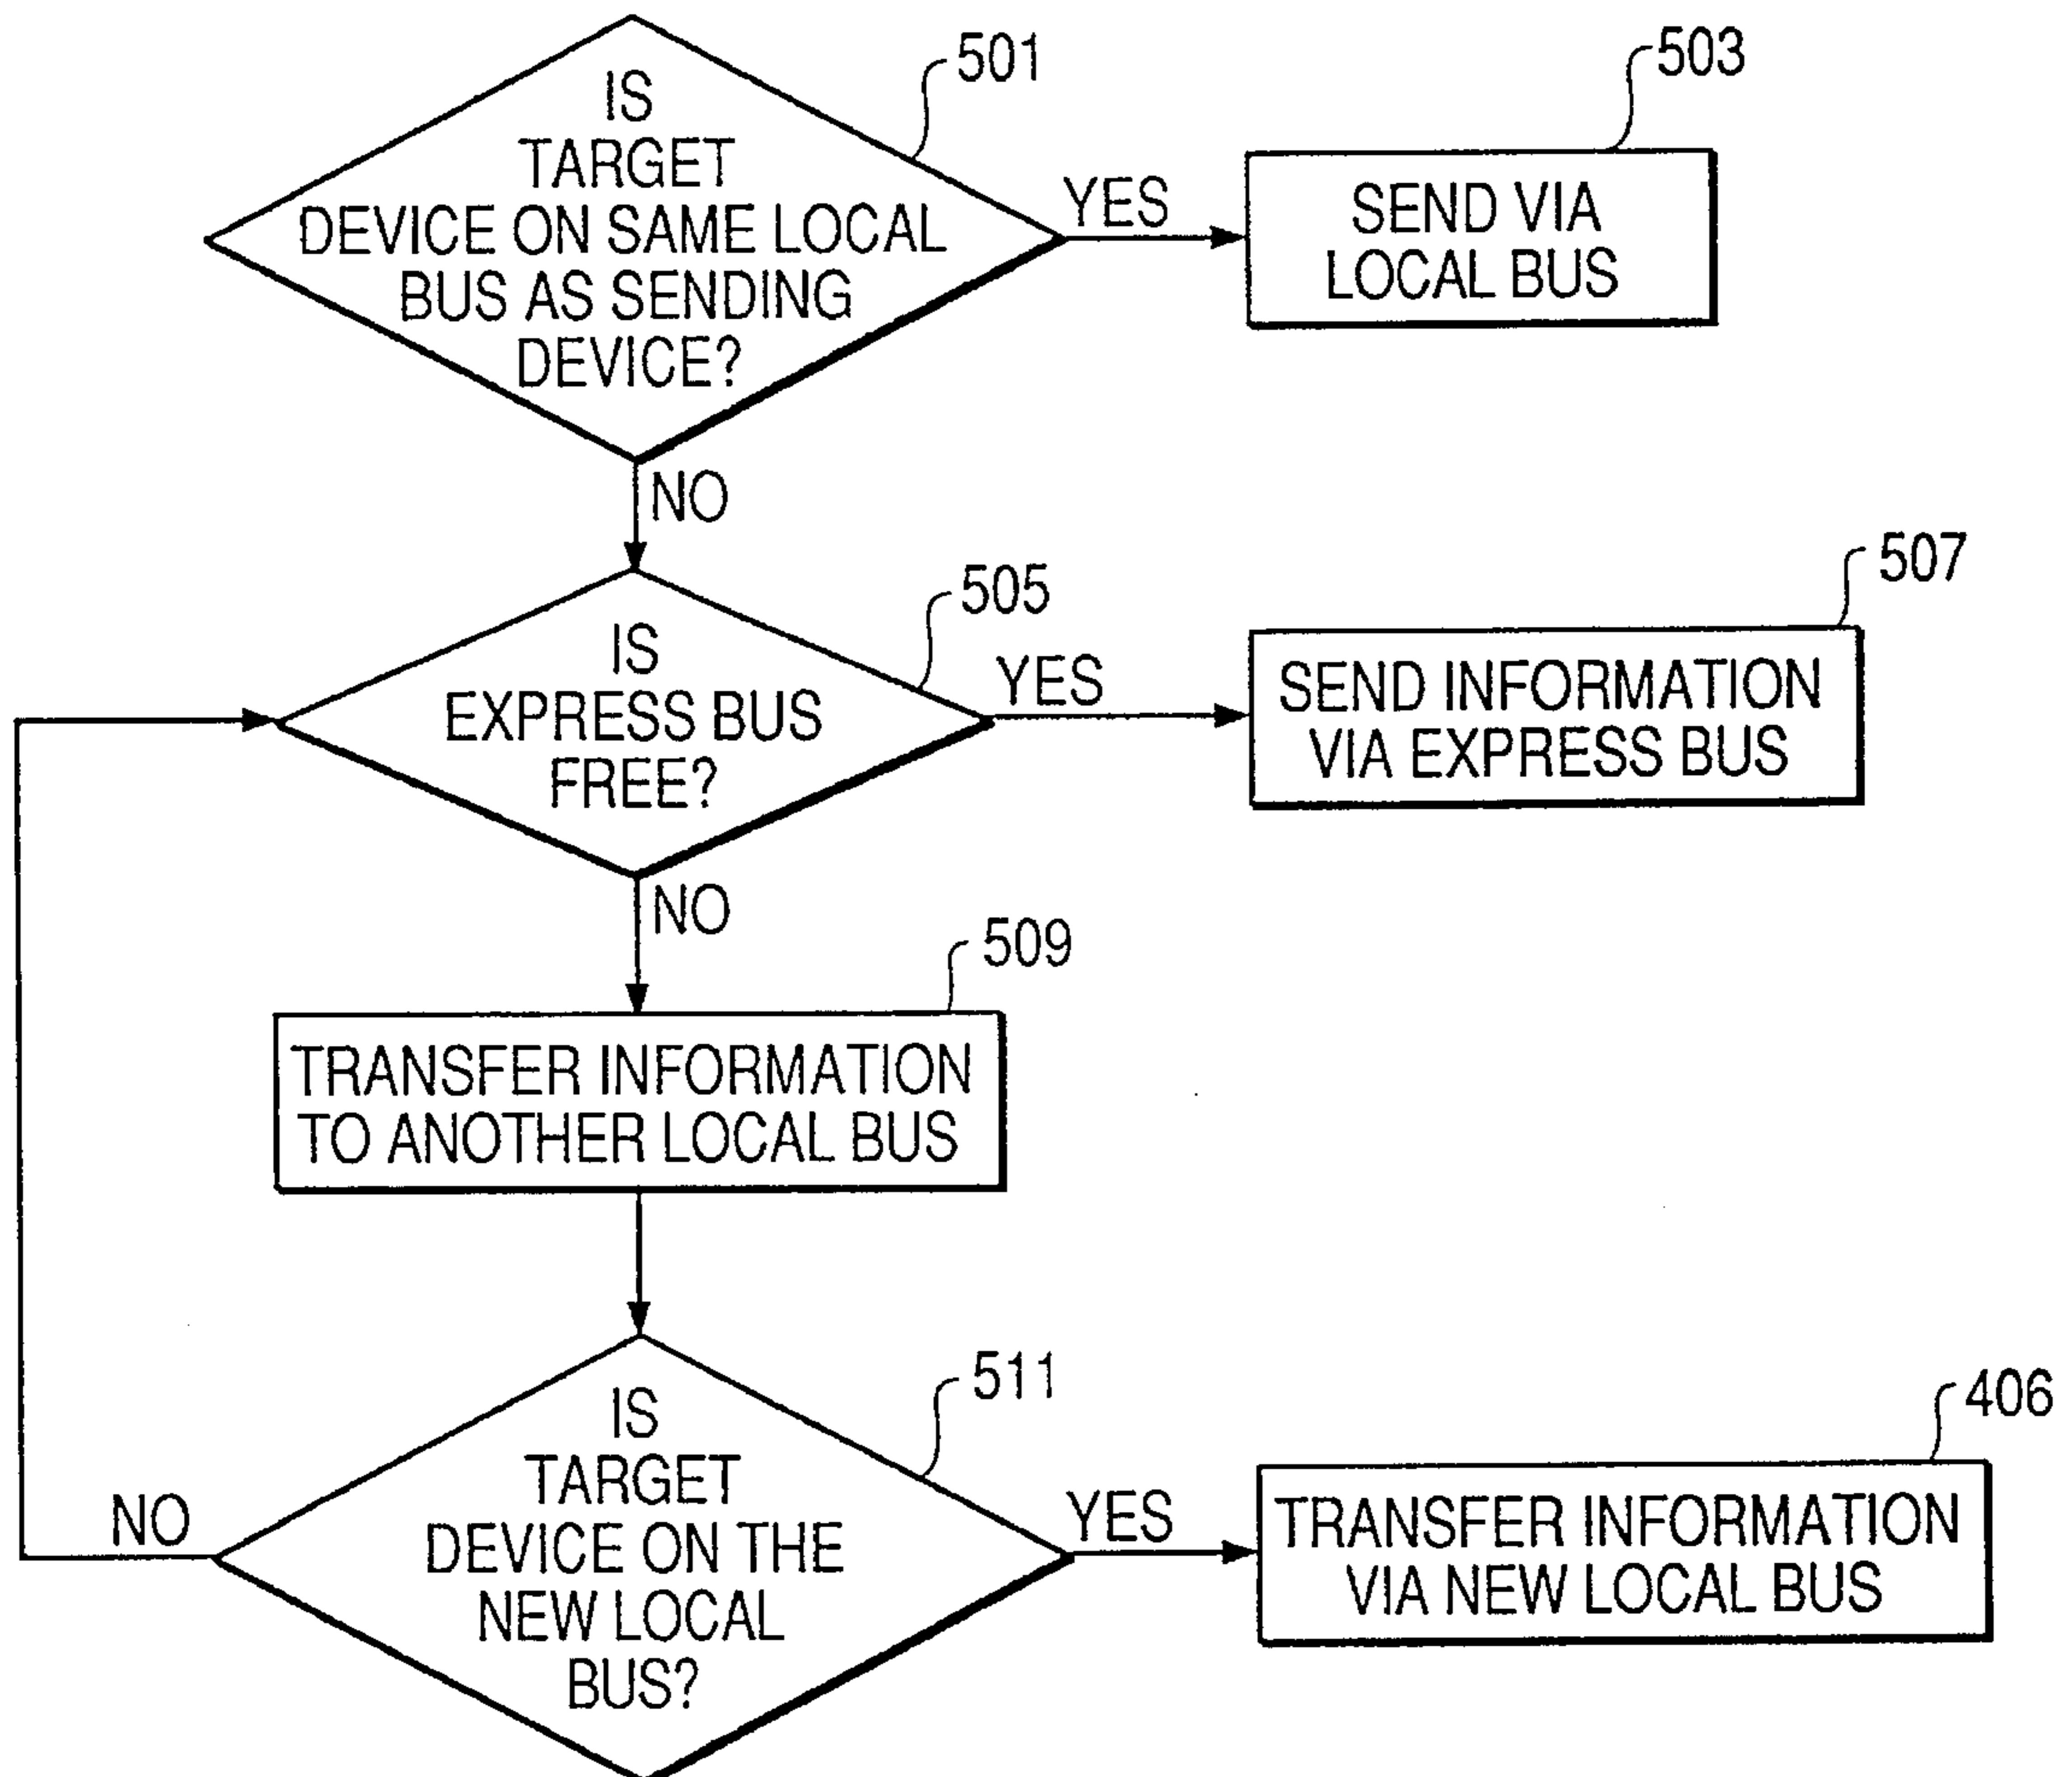 IS
TARGET
DEVICE ON SAME LOCAL
BUS AS SENDING
DEVICE?
501
YES
503
SEND VIA
LOCAL BUS
NO
IS
EXPRESS BUS
FREE?
505
YES
507
SEND INFORMATION
VIA EXPRESS BUS
NO
509
TRANSFER INFORMATION
TO ANOTHER LOCAL BUS
IS
TARGET
DEVICE ON THE
NEW LOCAL
BUS?
511
NO
YES
406
TRANSFER INFORMATION
VIA NEW LOCAL BUS